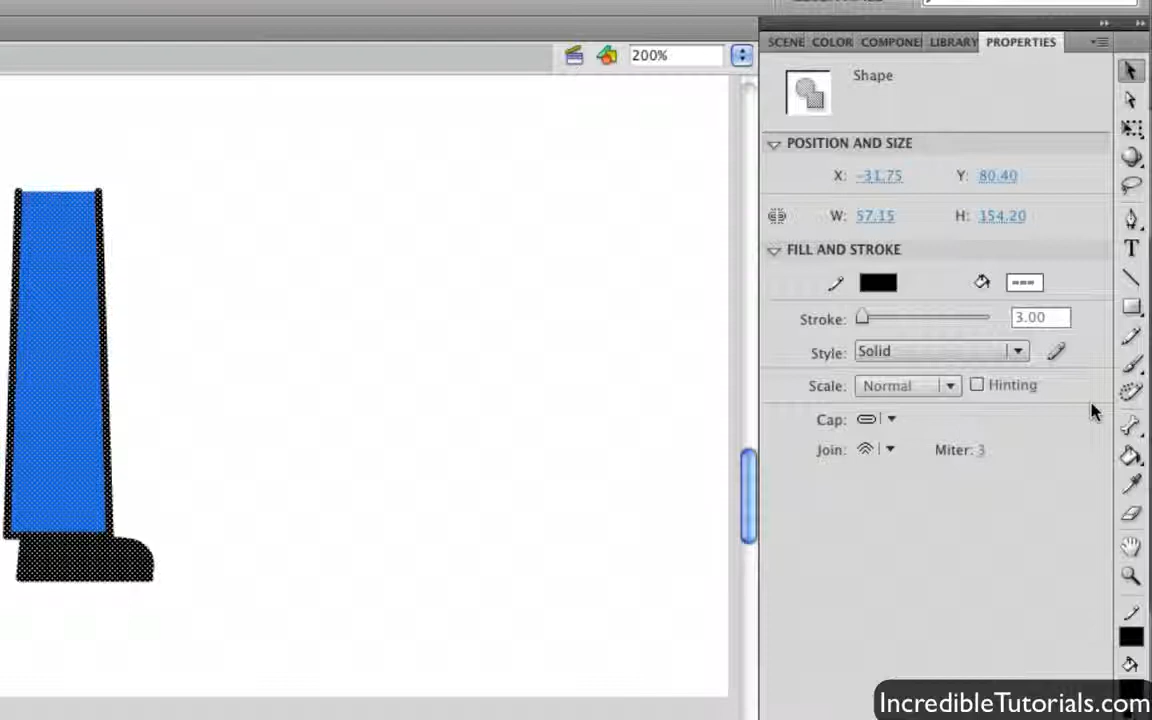 200%
SCENE COLOR COMPONE LIBRARY PROPERTIES
Shape
POSITION AND SIZE
X: -31.75 Y: 80.40
W: 57.15 H: 154.20
FILL AND STROKE
Stroke: 3.00
Style: Solid
Scale: Normal Hinting
Cap:
Join: Miter: 3
T
IncredibleTutorials.com